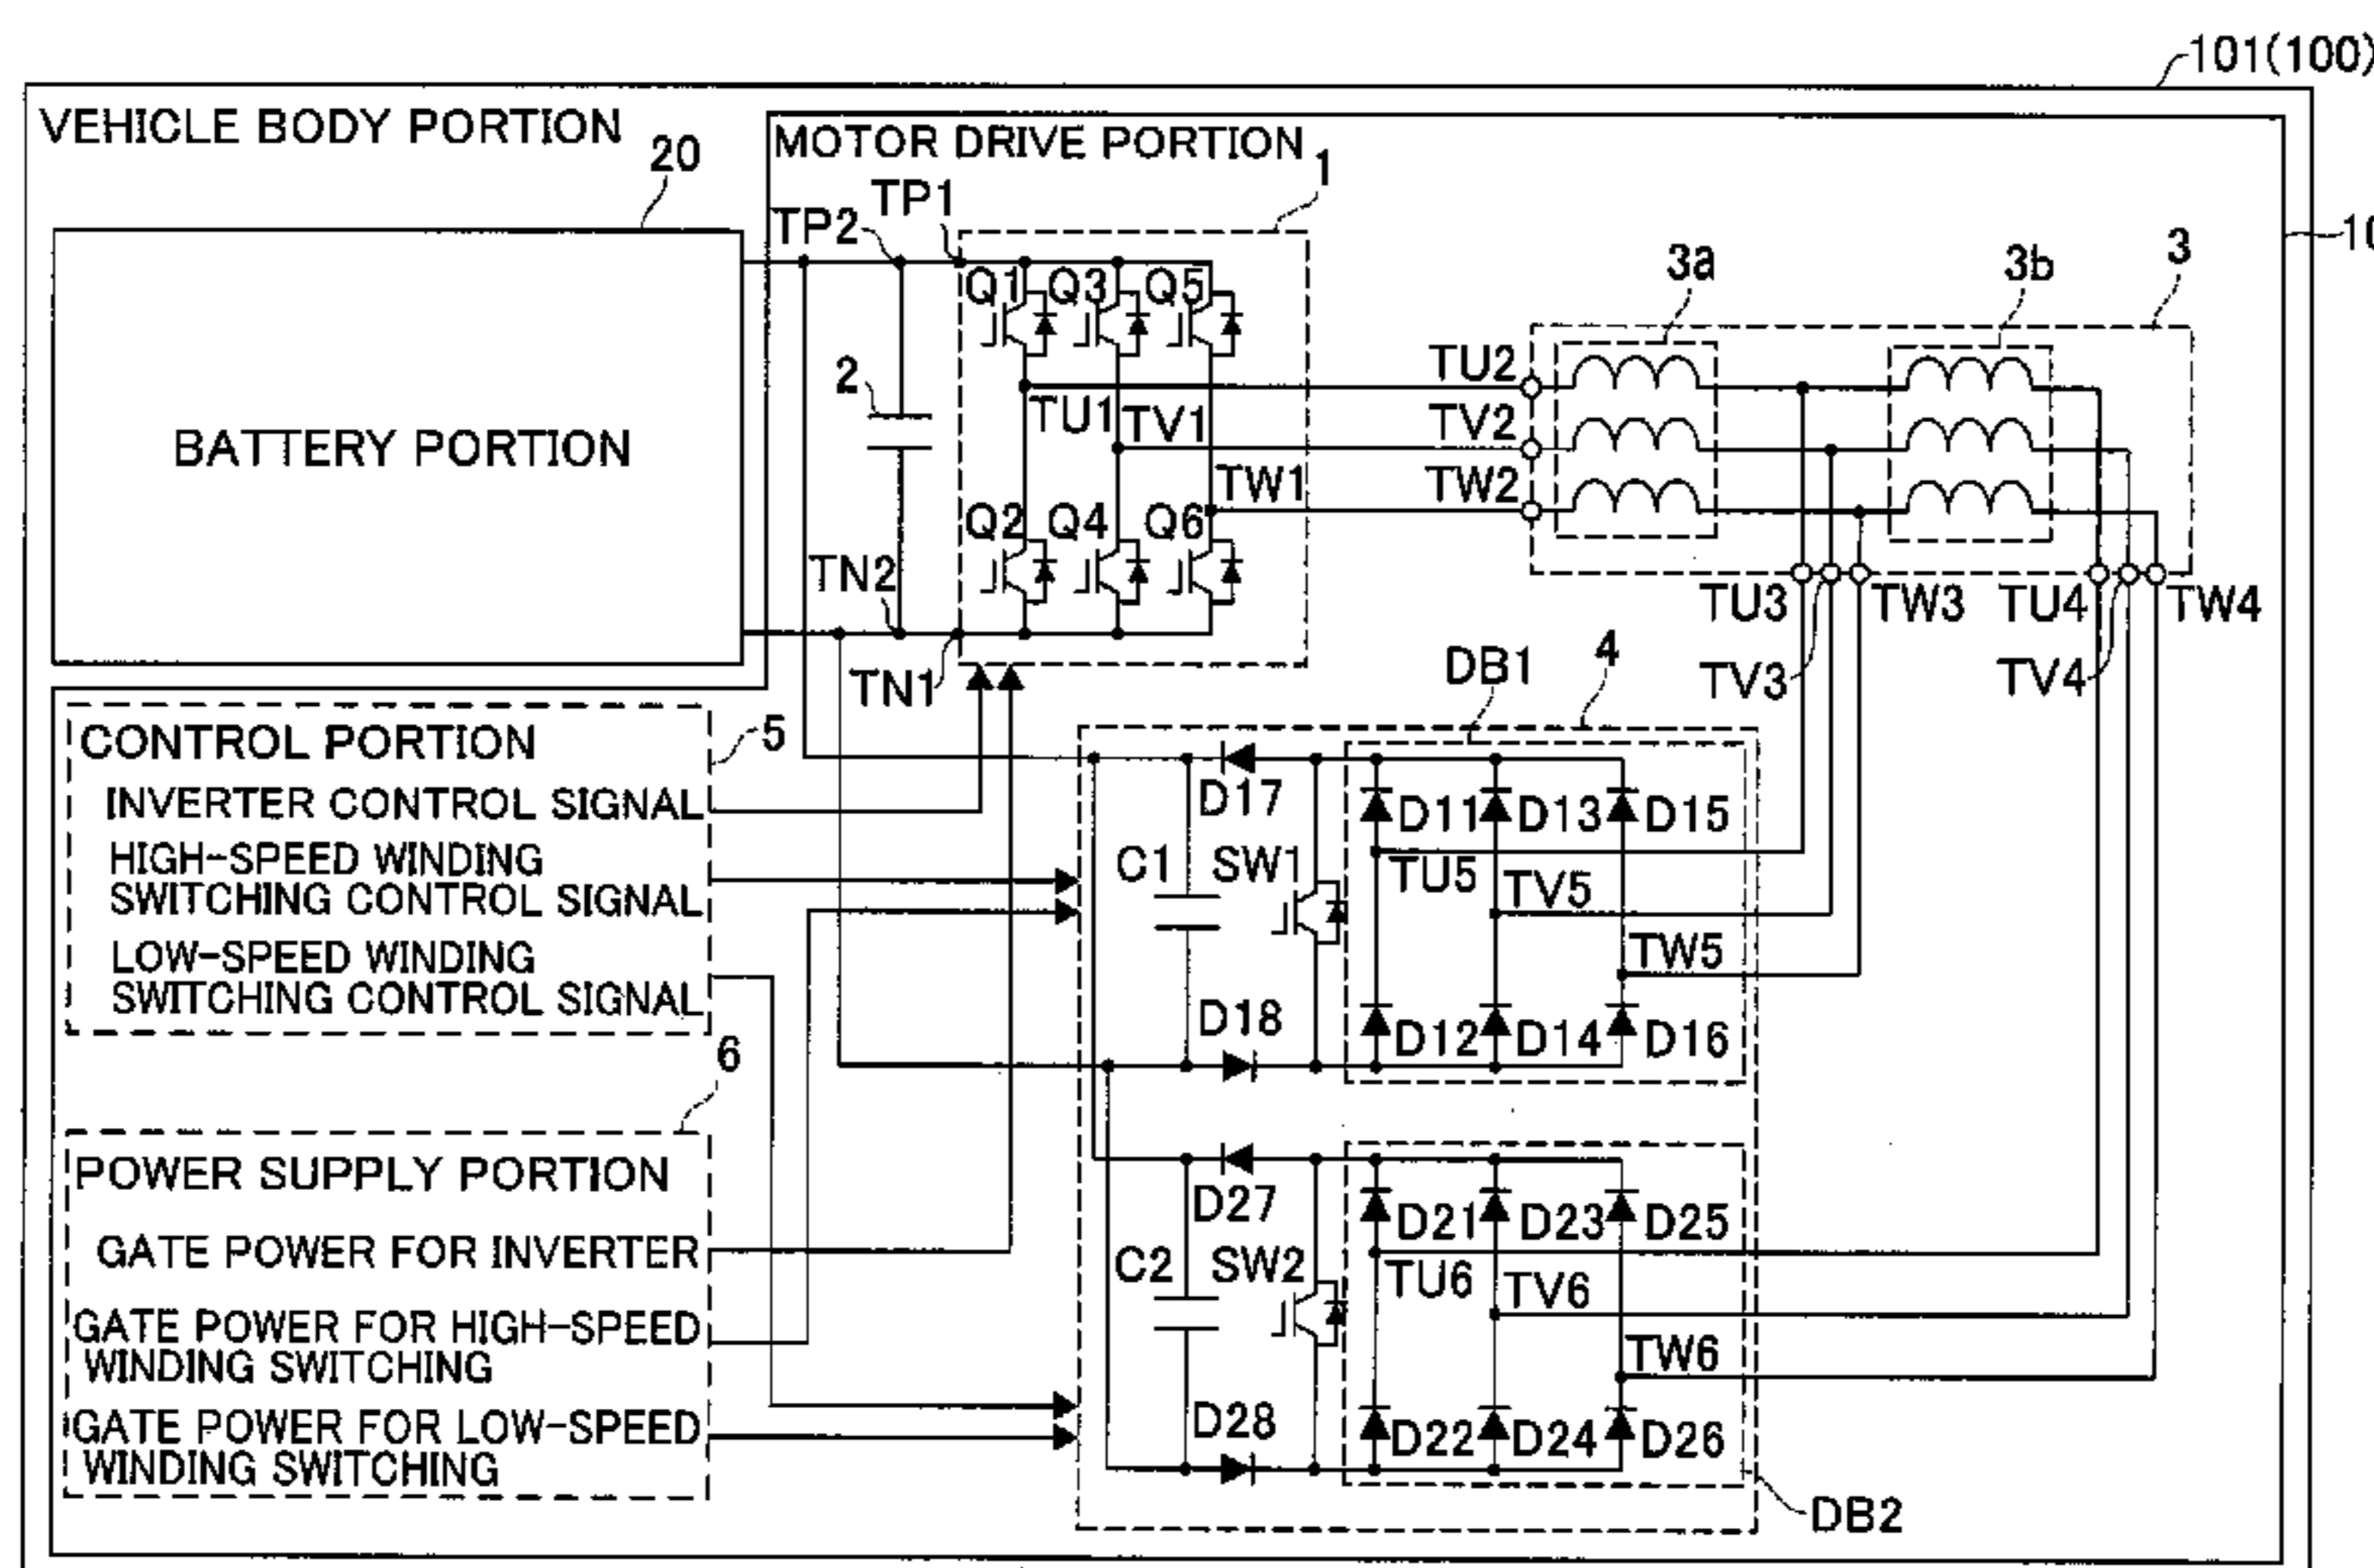 101(100)
VEHICLE BODY PORTION
20
MOTOR DRIVE PORTION
1
TP1
TP2
10
BATTERY PORTION
2
Q1 Q3 Q5
3a
3b
3
TU2
TU1
TV1
TV2
TW1
TW2
Q2 Q4 Q6
TN2
TN1
TU3
TW3
TU4
TW4
TV3
TV4
CONTROL PORTION
5
INVERTER CONTROL SIGNAL
HIGH-SPEED WINDING
SWITCHING CONTROL SIGNAL
LOW-SPEED WINDING
SWITCHING CONTROL SIGNAL
DB1
4
D17
D11 D13 D15
C1
SW1
TU5
TV5
TW5
D18
D12 D14 D16
6
POWER SUPPLY PORTION
GATE POWER FOR INVERTER
GATE POWER FOR HIGH-SPEED
WINDING SWITCHING
GATE POWER FOR LOW-SPEED
WINDING SWITCHING
D27
D21 D23 D25
C2
SW2
TU6
TV6
TW6
D28
D22 D24 D26
DB2